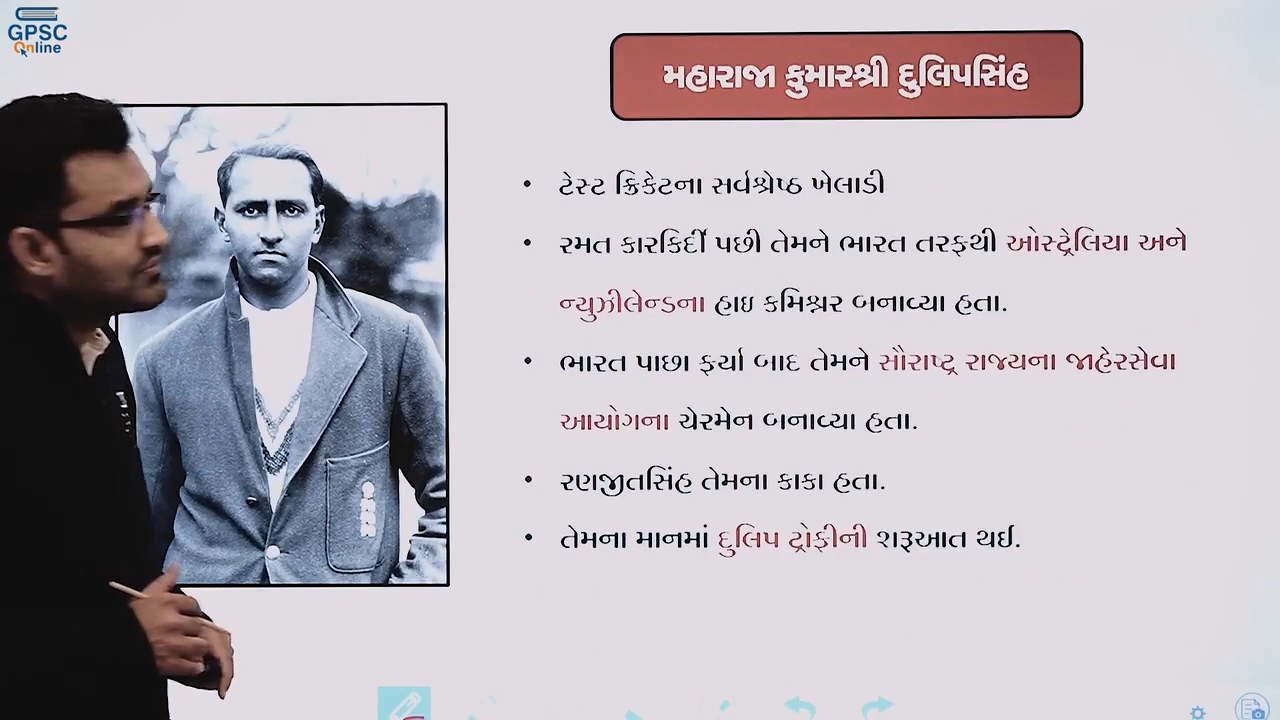 GPSC
Online
મહારાજા કુમારશ્રી દુલિપસિંહ
• ટેસ્ટ ક્રિકેટના સર્વશ્રેષ્ઠ ખેલાડી
• રમત કારકિર્દી પછી તેમને ભારત તરફથી ઓસ્ટ્રેલિયા અને
ન્યુઝીલેન્ડના હાઇ કમિશ્નર બનાવ્યા હતા.
• ભારત પાછા ફર્યા બાદ તેમને સૌરાષ્ટ્ર રાજ્યના જાહેરસેવા
આયોગના ચેરમેન બનાવ્યા હતા.
• રણજીતસિંહ તેમના કાકા હતા.
• તેમના માનમાં દુલિપ ટ્રોફીની શરૂઆત થઈ.